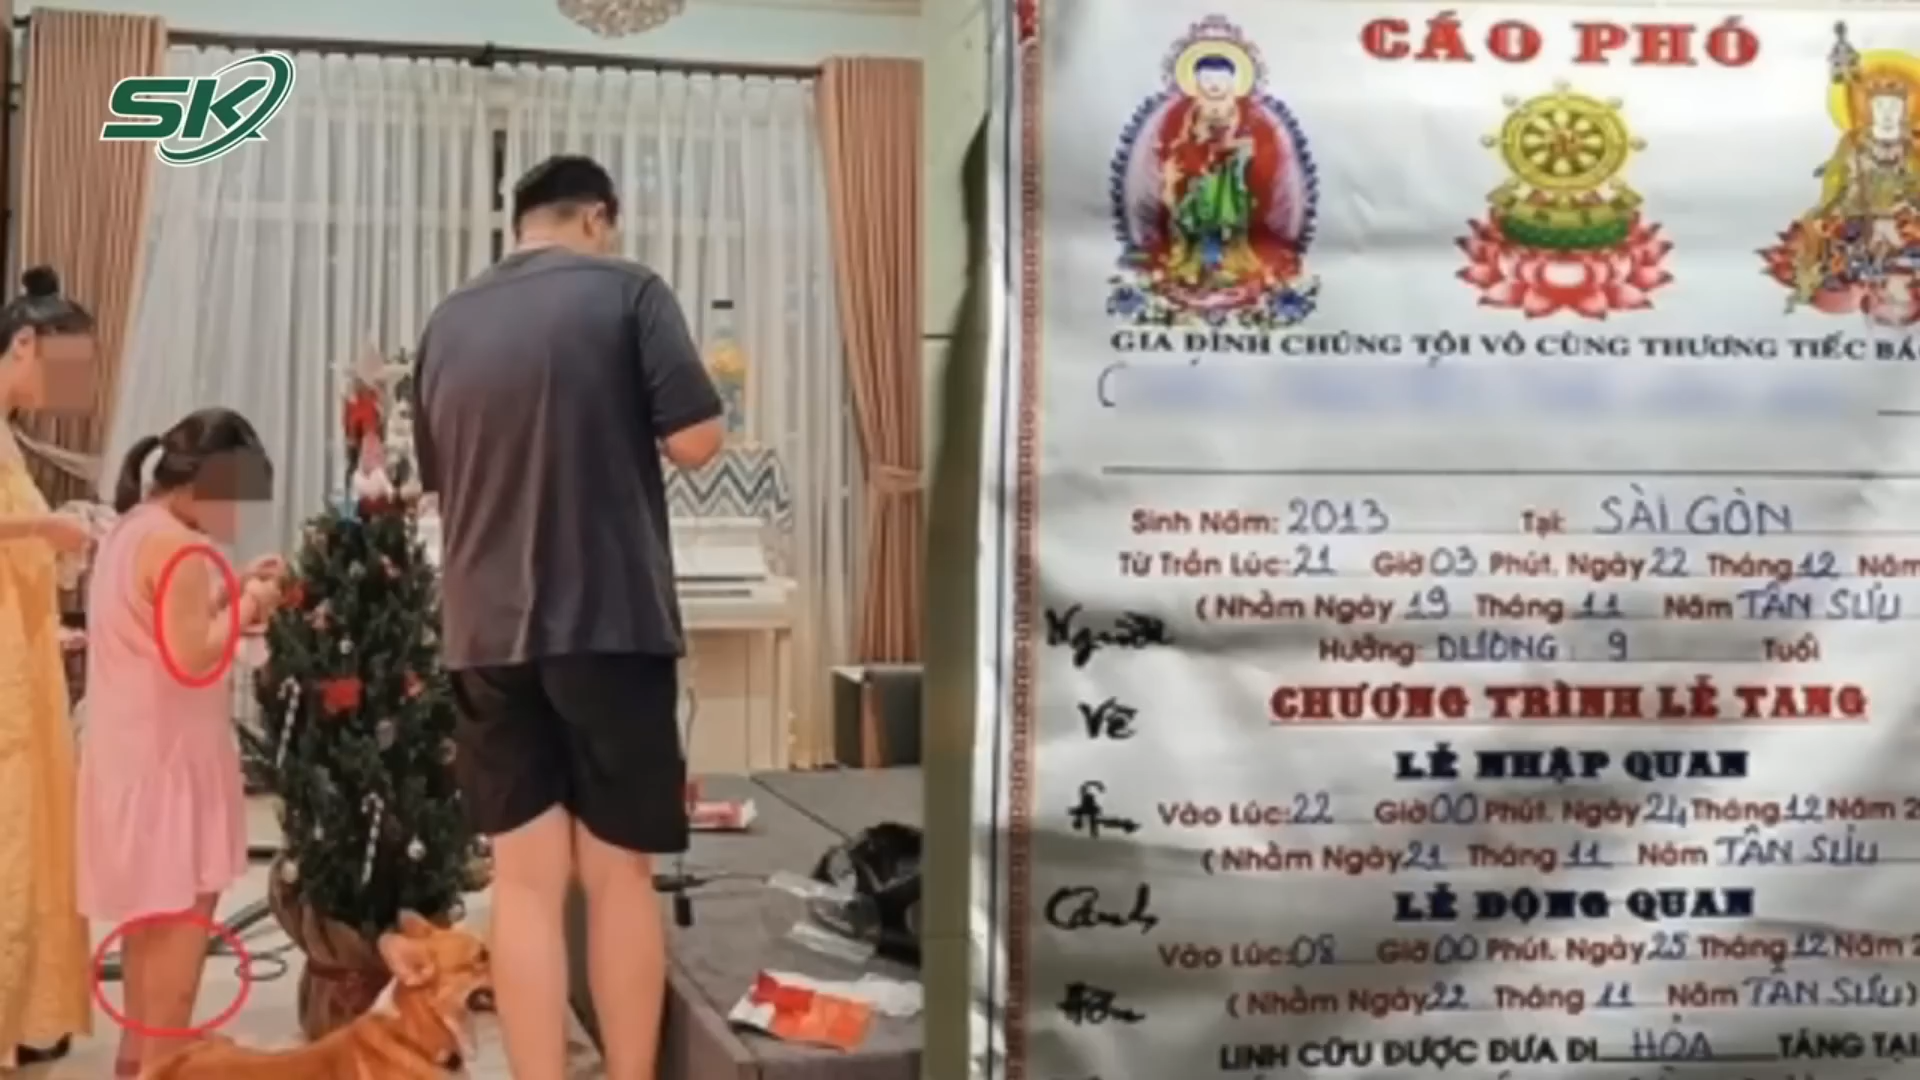 SK
CÁO PHÓ
GIA ĐÌNH CHÚNG TÔI VÔ CÙNG THƯƠNG TIẾC BÁ
Sinh Năm: 2013 Tại: SÀI GÒN
Từ Trần Lúc: 21 Giờ 03 Phút, Ngày 22 Tháng 12 Năm
( Nhằm Ngày 19 Tháng 11 Năm TÂN SỬU
Hưởng: DƯƠNG 9 Tuổi
CHƯƠNG TRÌNH LỄ TANG
LỄ NHẬP QUAN
Vào Lúc: 22 Giờ 00 Phút, Ngày 24 Tháng 12 Năm 2
( Nhằm Ngày 21 Tháng 11 Năm TÂN SỬU
LỄ ĐỘNG QUAN
Vào Lúc: 08 Giờ 00 Phút, Ngày 25 Tháng 12 Năm 2
( Nhằm Ngày 22 Tháng 11 Năm TÂN SỬU)
LINH CỮU ĐƯỢC ĐƯA ĐI HỎA TÁNG TẠI
Người
Về
Âm
Cảnh